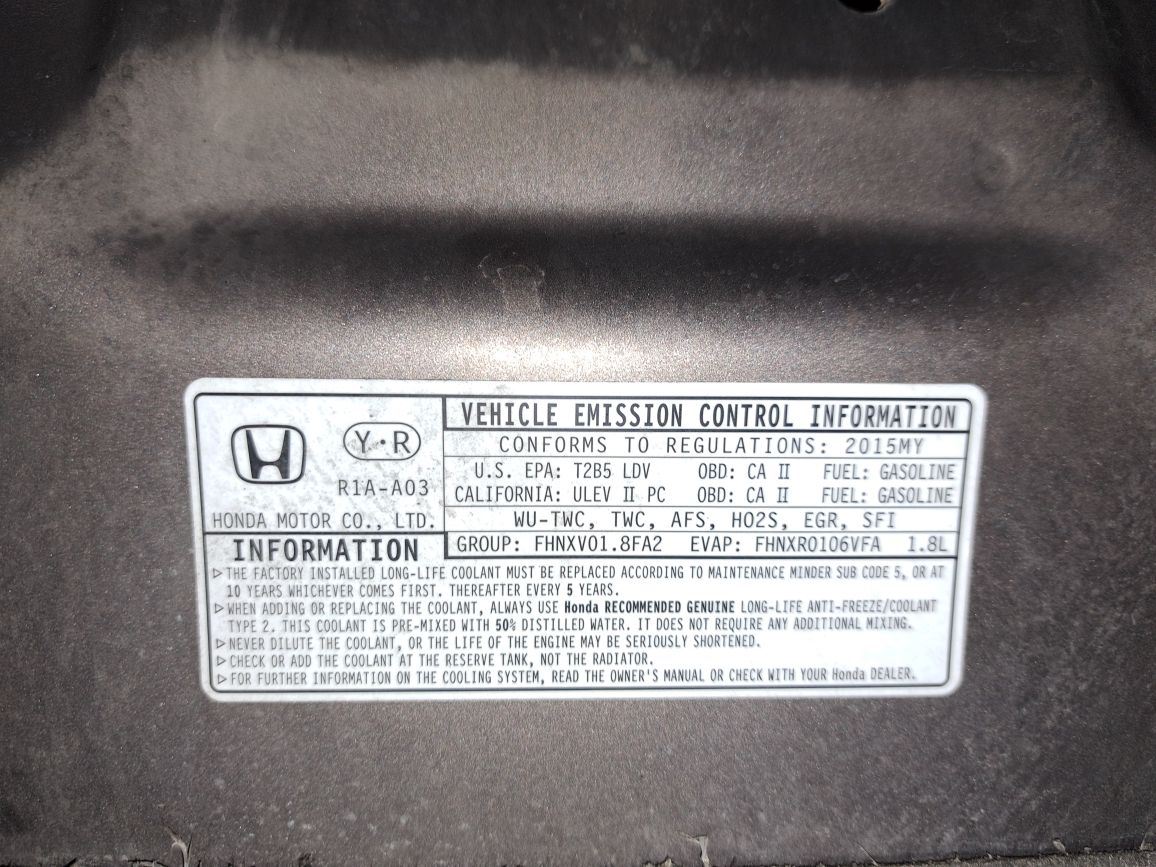 VEHICLE EMISSION CONTROL INFORMATION
Y•R
CONFORMS TO REGULATIONS: 2015MY
U.S. EPA: T2B5 LDV OBD: CA II FUEL: GASOLINE
R1A-A03
CALIFORNIA: ULEV II PC OBD: CA II FUEL: GASOLINE
HONDA MOTOR CO., LTD.
WU-TWC, TWC, AFS, HO2S, EGR, SFI
INFORMATION
GROUP: FHNXV01.8FA2 EVAP: FHNXR0106VFA 1.8L
▷THE FACTORY INSTALLED LONG-LIFE COOLANT MUST BE REPLACED ACCORDING TO MAINTENANCE MINDER SUB CODE 5, OR AT
10 YEARS WHICHEVER COMES FIRST. THEREAFTER EVERY 5 YEARS.
▷WHEN ADDING OR REPLACING THE COOLANT, ALWAYS USE Honda RECOMMENDED GENUINE LONG-LIFE ANTI-FREEZE/COOLANT
TYPE 2. THIS COOLANT IS PRE-MIXED WITH 50% DISTILLED WATER. IT DOES NOT REQUIRE ANY ADDITIONAL MIXING.
▷NEVER DILUTE THE COOLANT, OR THE LIFE OF THE ENGINE MAY BE SERIOUSLY SHORTENED.
▷CHECK OR ADD THE COOLANT AT THE RESERVE TANK, NOT THE RADIATOR.
▷FOR FURTHER INFORMATION ON THE COOLING SYSTEM, READ THE OWNER'S MANUAL OR CHECK WITH YOUR Honda DEALER.